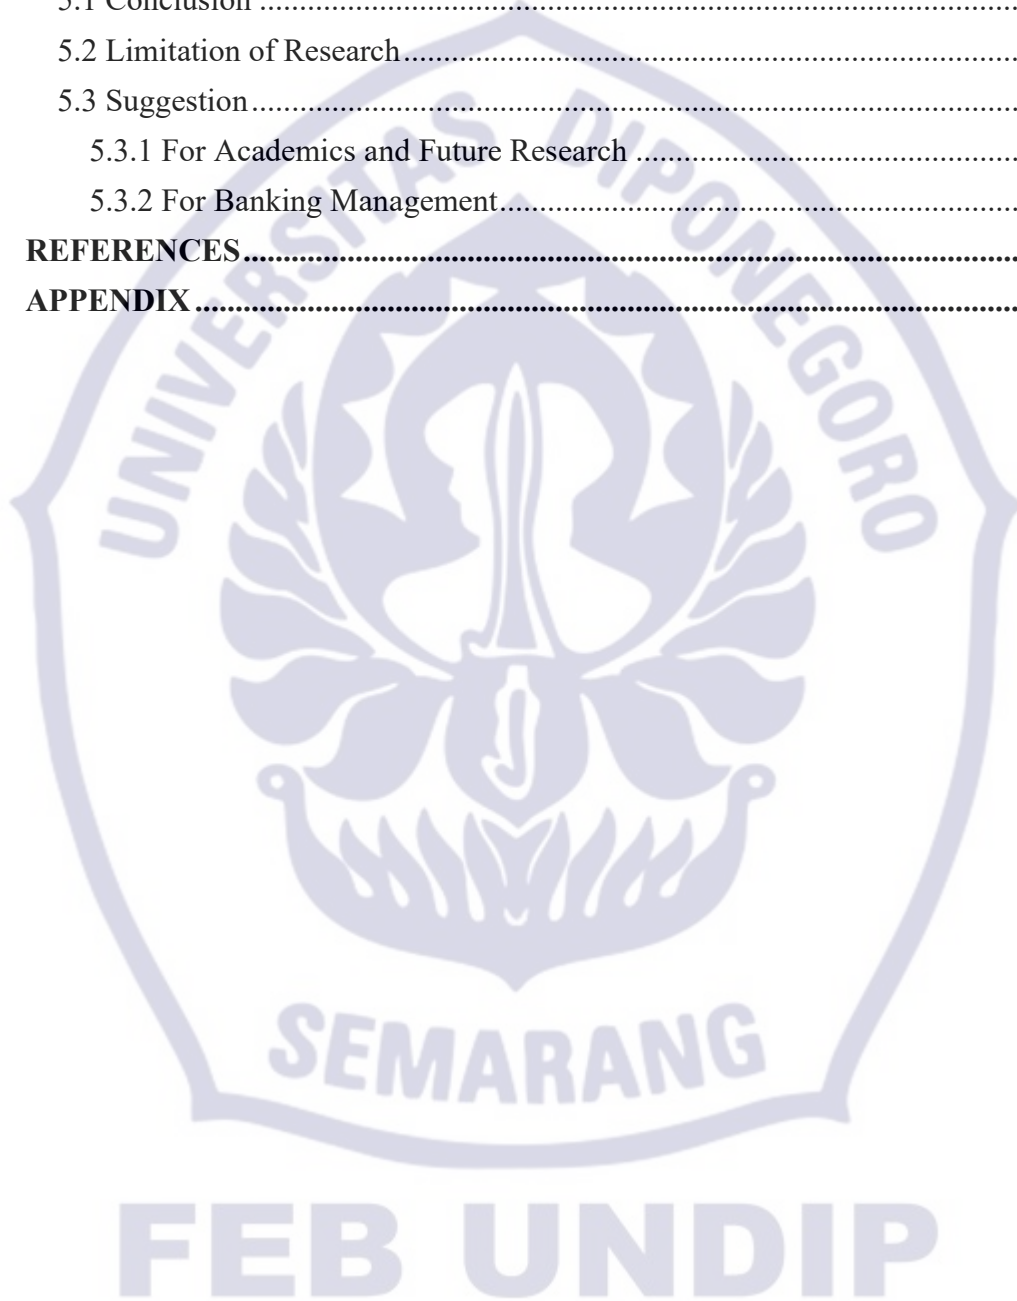 5.1 Conclusion ........................................................................................
5.2 Limitation of Research........................................................................
5.3 Suggestion...........................................................................................
5.3.1 For Academics and Future Research ............................................
5.3.2 For Banking Management............................................................
REFERENCES............................................................................................
APPENDIX..................................................................................................
UNIVERSITAS DIPONEGORO
SEMARANG
FEB UNDIP